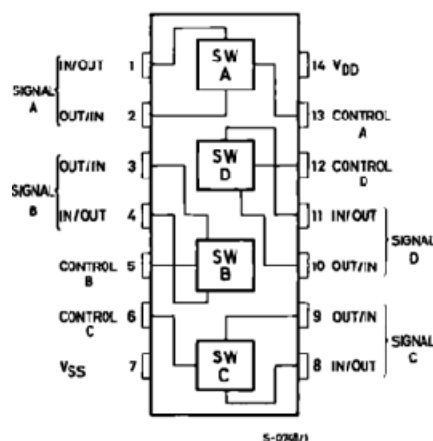 IN/OUT 1
SIGNAL A
OUT/IN 2
OUT/IN 3
SIGNAL B
IN/OUT 4
CONTROL B 5
CONTROL C 6
VSS 7
SW A
SW D
SW B
SW C
14 VDD
13 CONTROL A
12 CONTROL D
11 IN/OUT
SIGNAL D
10 OUT/IN
9 OUT/IN
SIGNAL C
8 IN/OUT